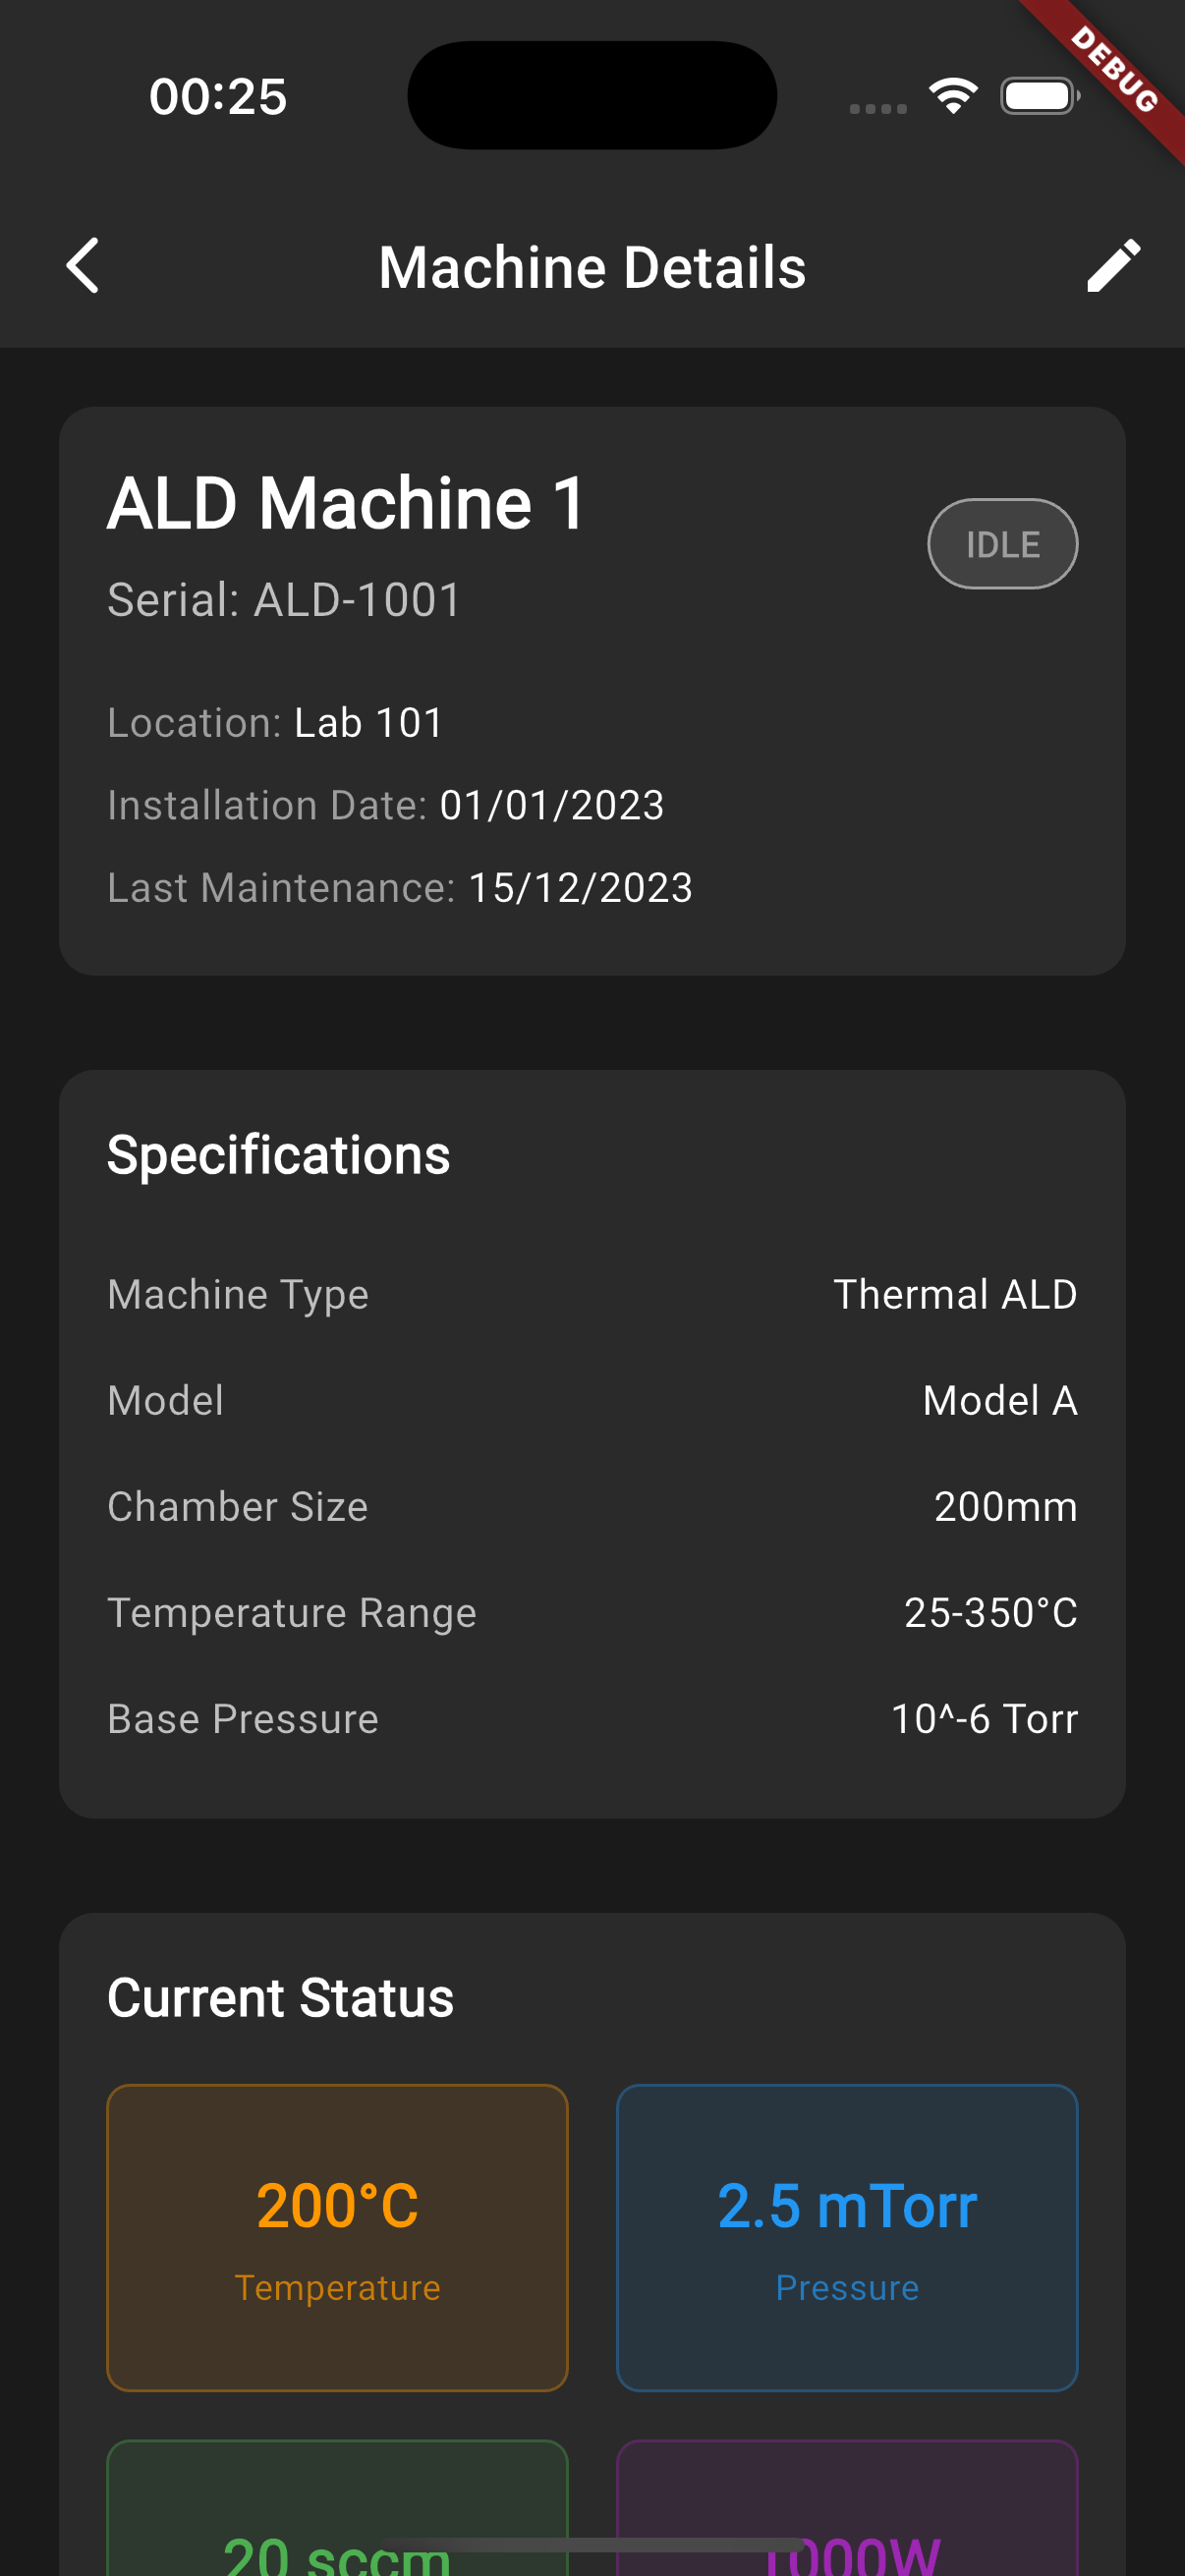 00:25
DEBUG
Machine Details
ALD Machine 1
IDLE
Serial: ALD-1001
Location: Lab 101
Installation Date: 01/01/2023
Last Maintenance: 15/12/2023
Specifications
Machine Type Thermal ALD
Model Model A
Chamber Size 200mm
Temperature Range 25-350°C
Base Pressure 10^-6 Torr
Current Status
200°C 2.5 mTorr
Temperature Pressure
20 sccm 1000W